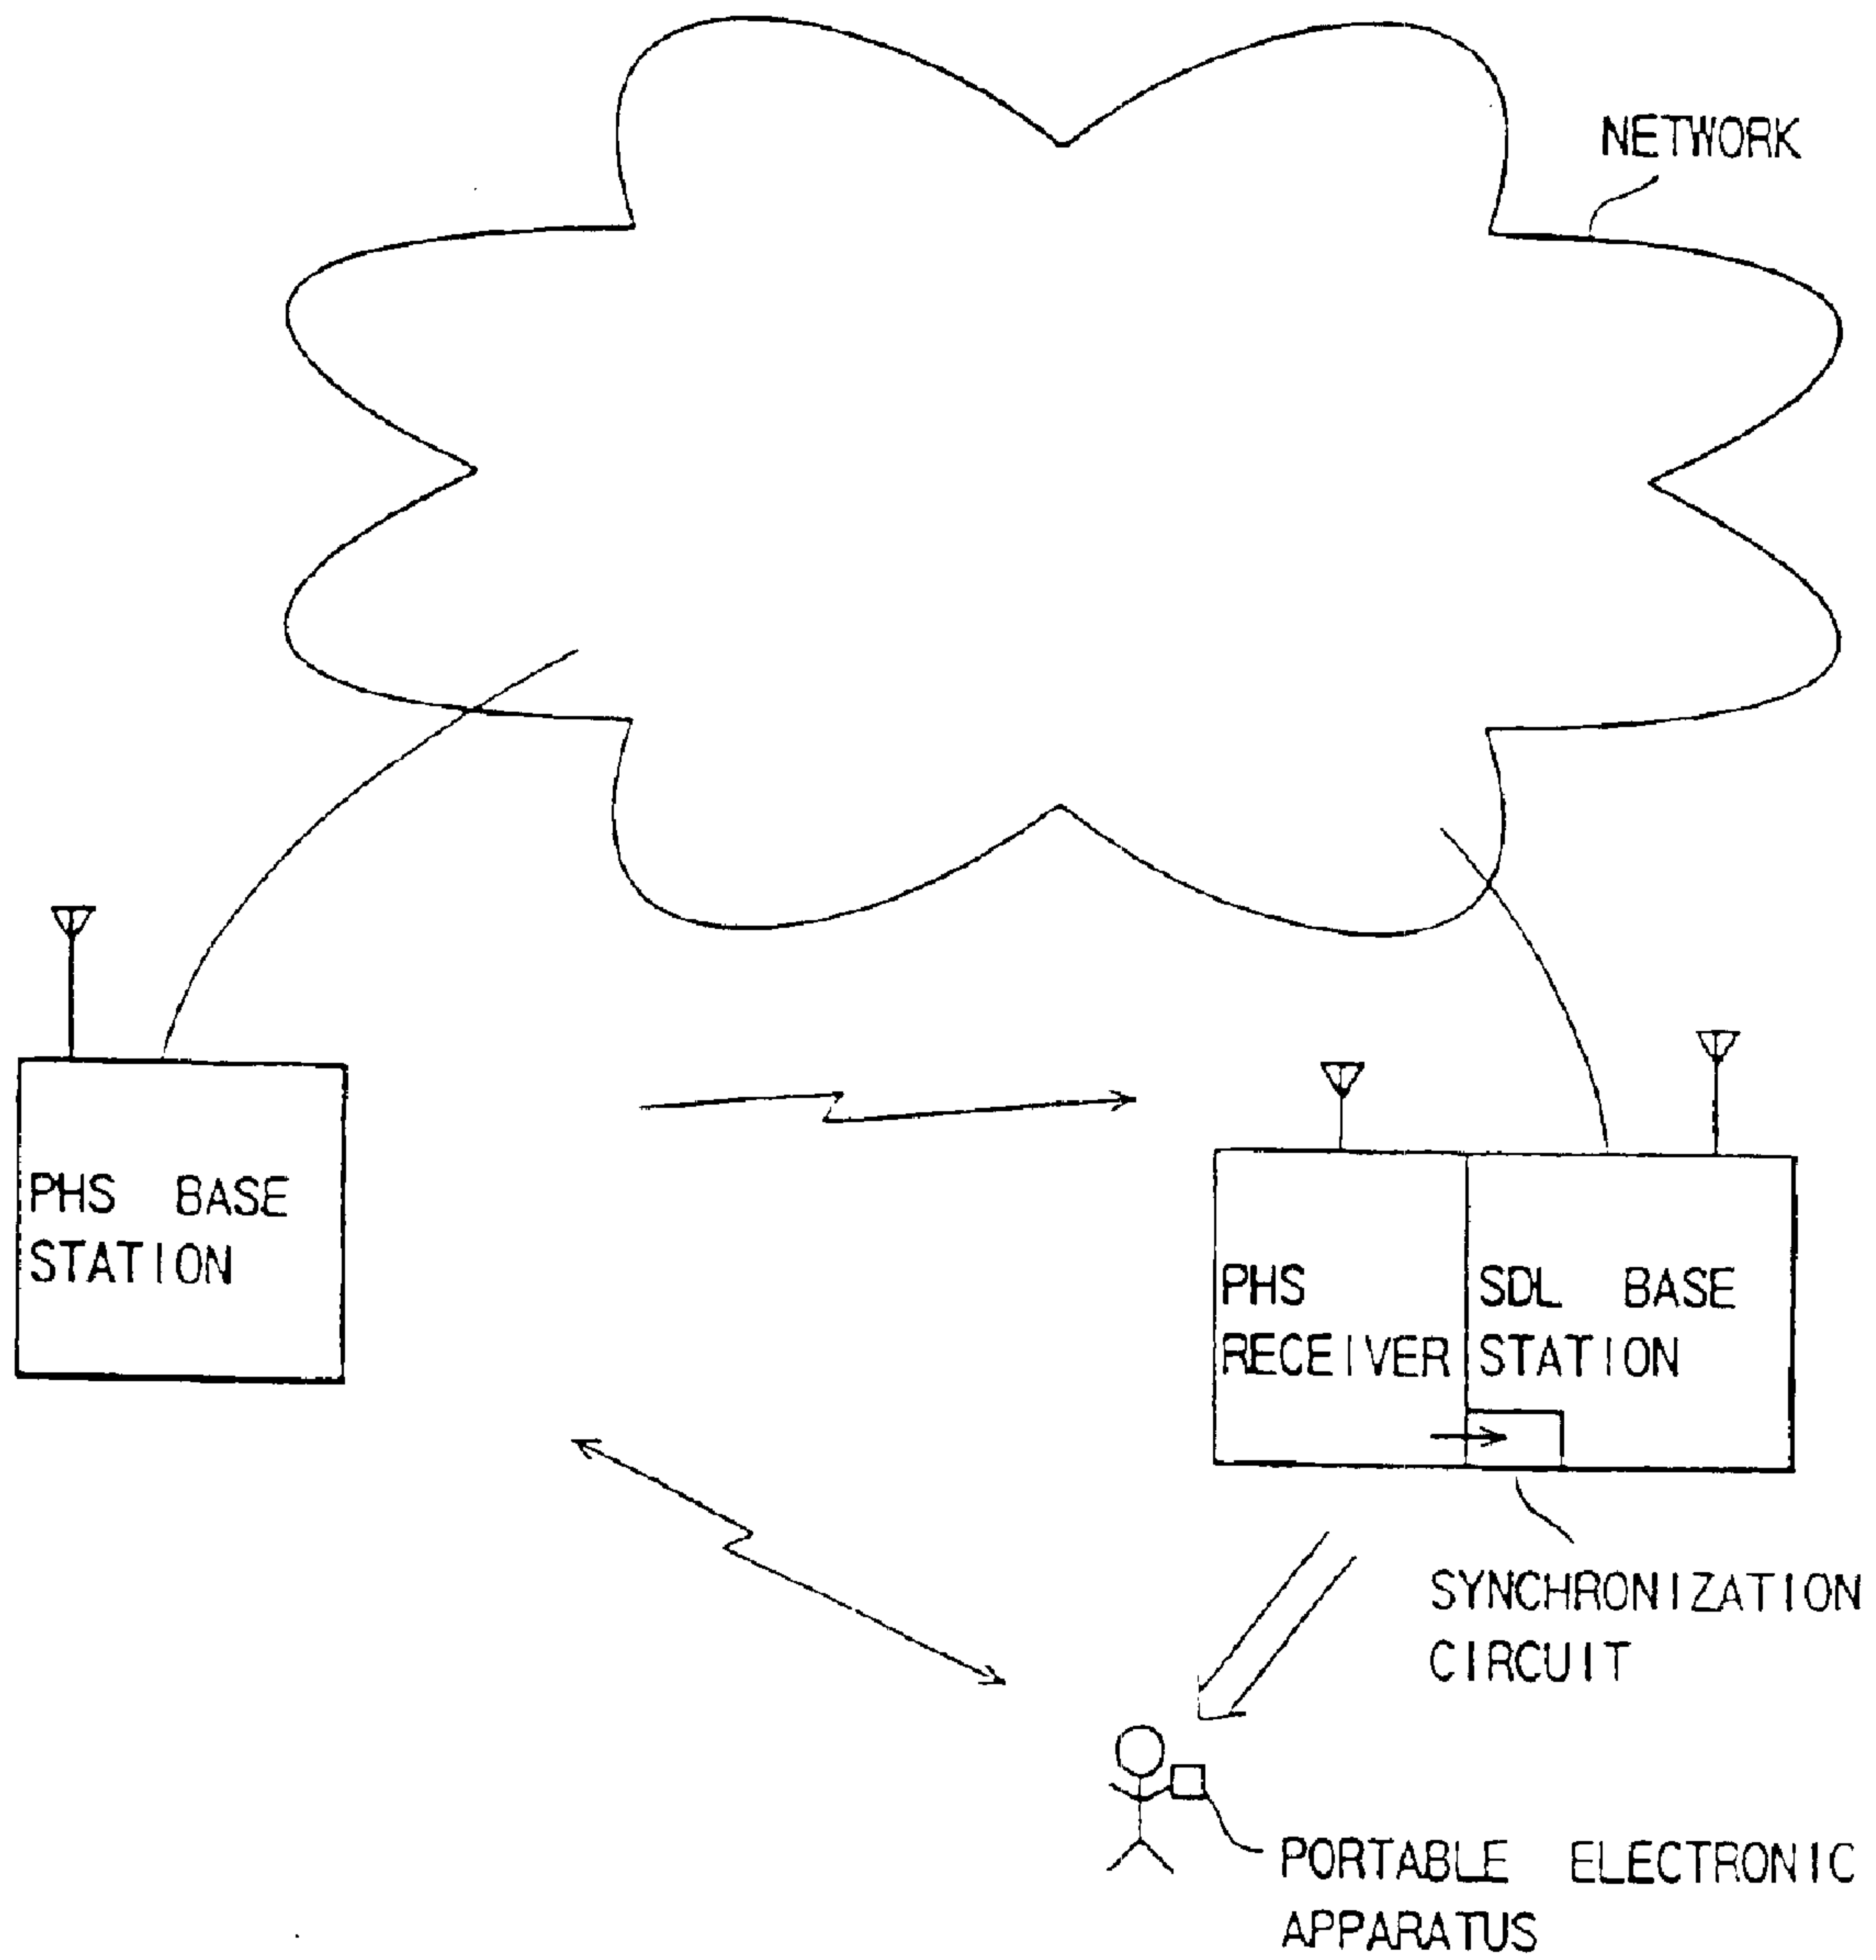 NETWORK
PHS BASE
STATION
PHS
RECEIVER
SDL BASE
STATION
SYNCHRONIZATION
CIRCUIT
PORTABLE ELECTRONIC
APPARATUS